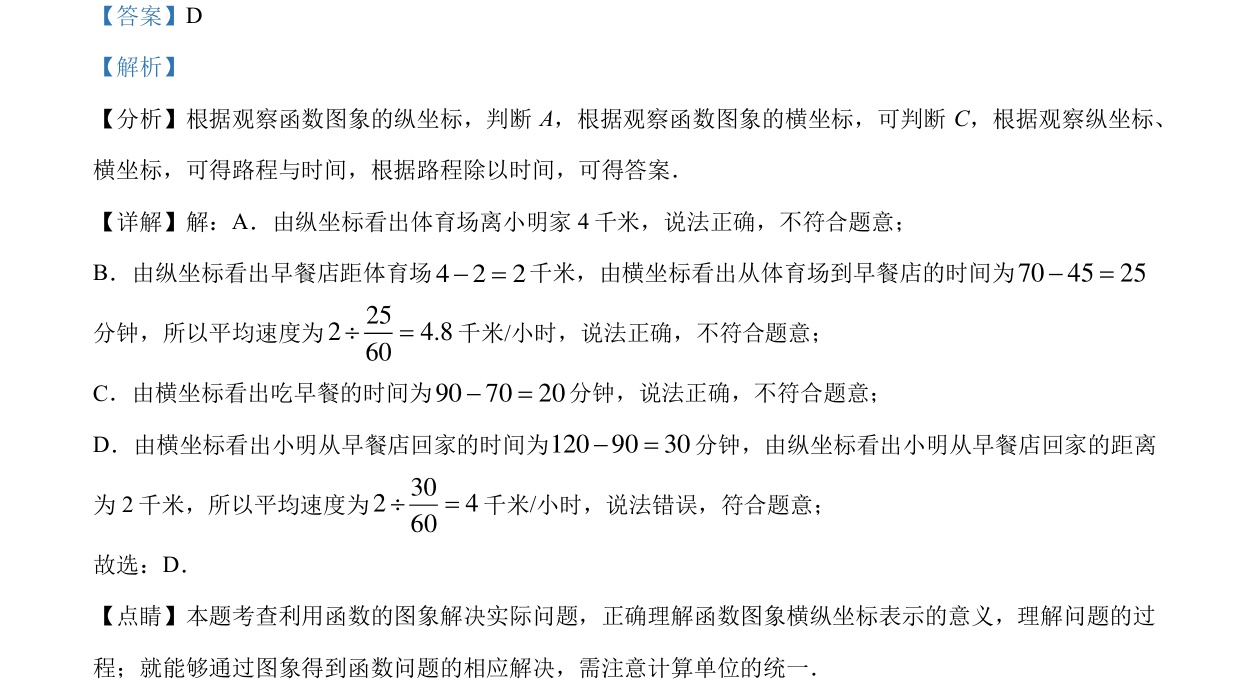 【答案】D
【解析】
【分析】根据观察函数图象的纵坐标，判断 A，根据观察函数图象的横坐标，可判断 C，根据观察纵坐标、
横坐标，可得路程与时间，根据路程除以时间，可得答案．
【详解】解：A．由纵坐标看出体育场离小明家 4 千米，说法正确，不符合题意；
B．由纵坐标看出早餐店距体育场 4－2＝2 千米，由横坐标看出从体育场到早餐店的时间为 70－45＝25
分钟，所以平均速度为 2÷25/60＝4.8 千米/小时，说法正确，不符合题意；
C．由横坐标看出吃早餐的时间为 90－70＝20 分钟，说法正确，不符合题意；
D．由横坐标看出小明从早餐店回家的时间为 120－90＝30 分钟，由纵坐标看出小明从早餐店回家的距离
为 2 千米，所以平均速度为 2÷30/60＝4 千米/小时，说法错误，符合题意；
故选：D．
【点睛】本题考查利用函数的图象解决实际问题，正确理解函数图象横纵坐标表示的意义，理解问题的过
程；就能够通过图象得到函数问题的相应解决，需注意计算单位的统一．